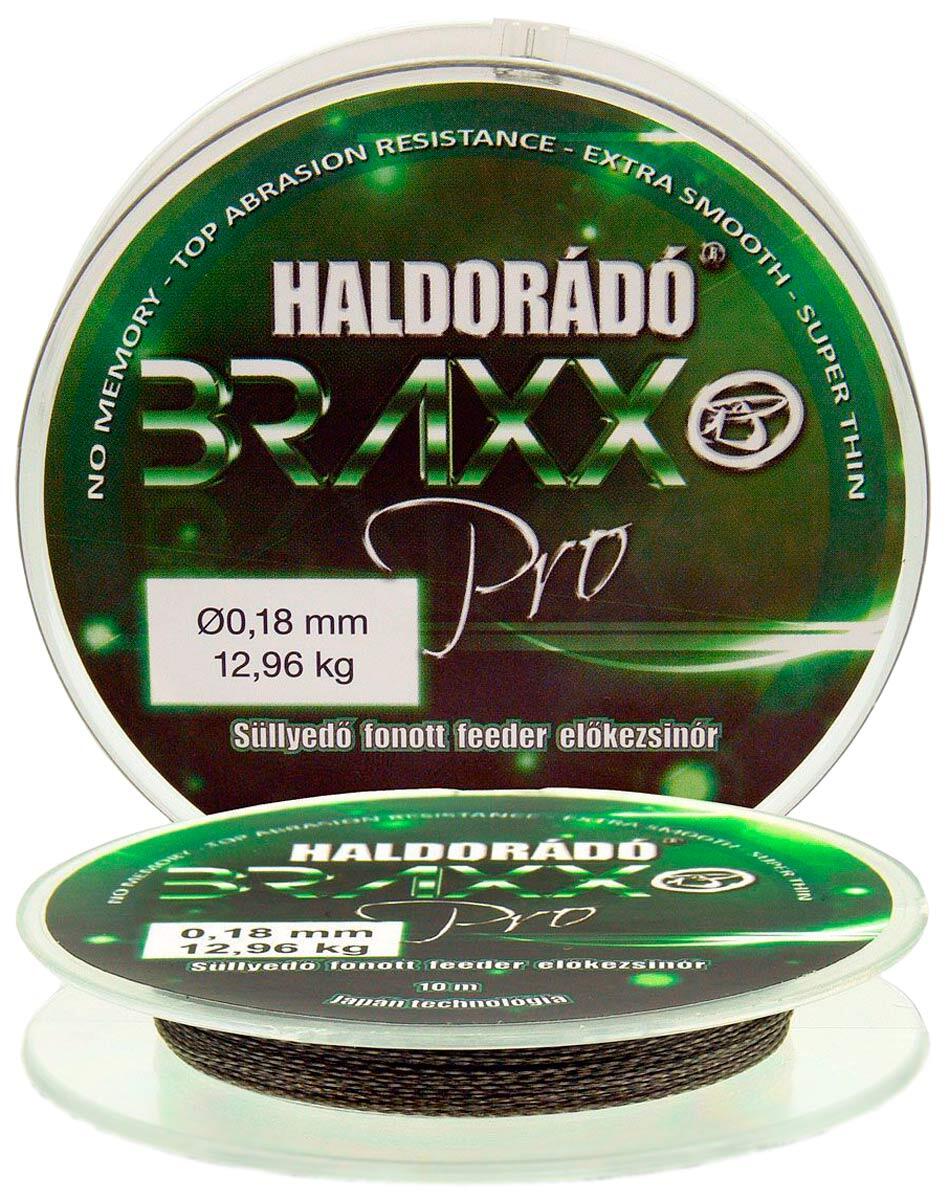 NO MEMORY - TOP ABRASION RESISTANCE - EXTRA SMOOTH - SUPER THIN
HALDORÁDÓ®
BRAXX
Pro
Ø0,18 mm
12,96 kg
Süllyedő fonott feeder előkezsinór
NO MEMORY - TOP ABRASION RESISTANCE - EXTRA SMOOTH - SUPER THIN
HALDORÁDÓ®
BRAXX
Pro
0,18 mm
12,96 kg
Süllyedő fonott feeder előkezsinór
10 m
Japán technológia